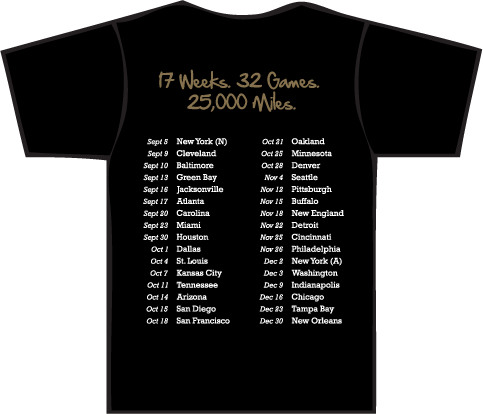 17 Weeks. 32 Games.
25,000 Miles.
Sept 5 New York (N)
Sept 9 Cleveland
Sept 10 Baltimore
Sept 13 Green Bay
Sept 16 Jacksonville
Sept 17 Atlanta
Sept 20 Carolina
Sept 23 Miami
Sept 30 Houston
Oct 1 Dallas
Oct 4 St. Louis
Oct 7 Kansas City
Oct 11 Tennessee
Oct 14 Arizona
Oct 15 San Diego
Oct 18 San Francisco
Oct 21 Oakland
Oct 25 Minnesota
Oct 28 Denver
Nov 4 Seattle
Nov 12 Pittsburgh
Nov 15 Buffalo
Nov 18 New England
Nov 22 Detroit
Nov 25 Cincinnati
Nov 26 Philadelphia
Dec 2 New York (A)
Dec 3 Washington
Dec 9 Indianapolis
Dec 16 Chicago
Dec 23 Tampa Bay
Dec 30 New Orleans